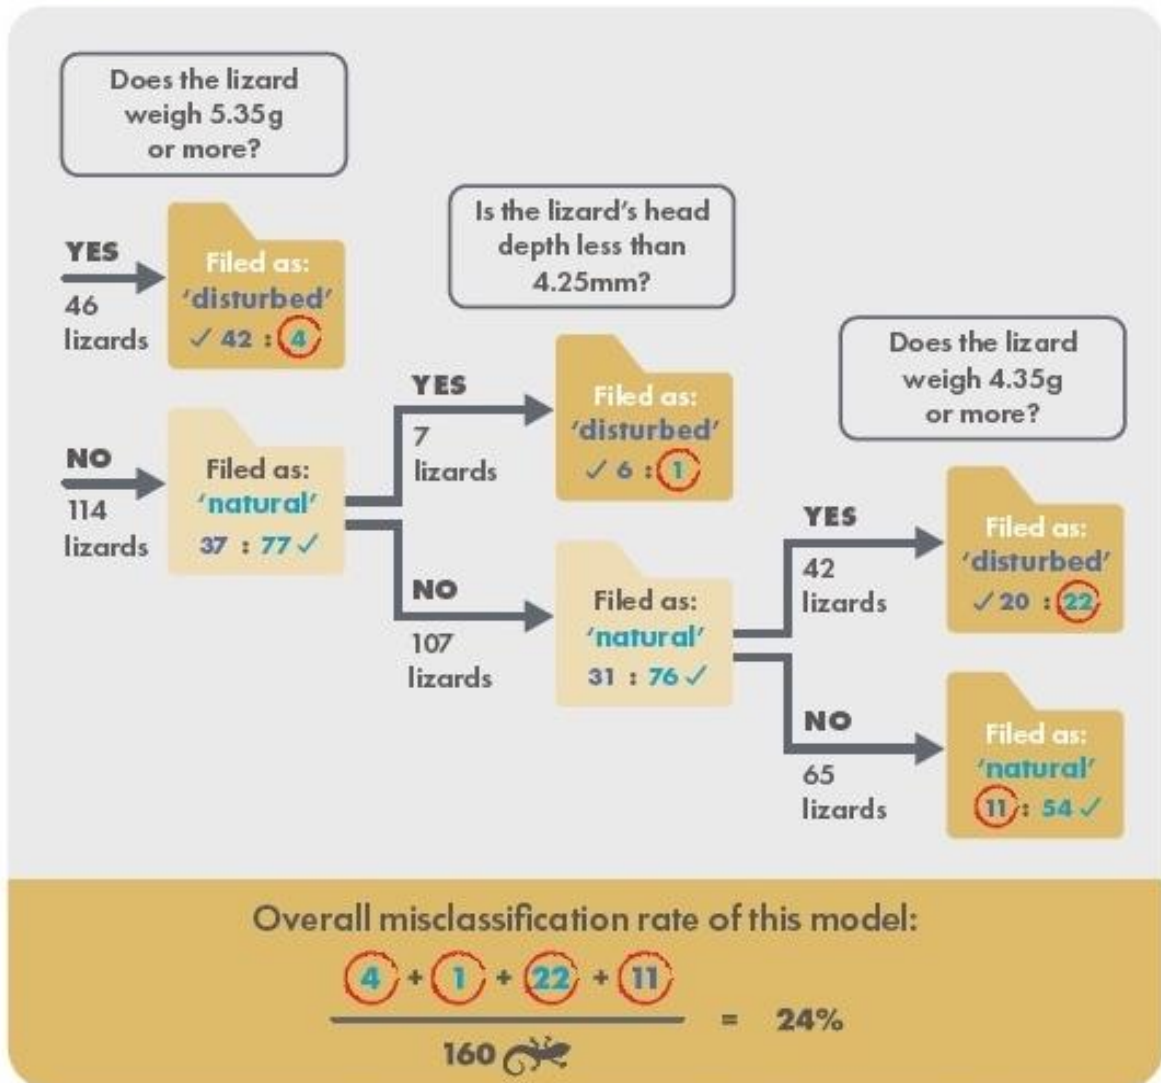 Does the lizard
weigh 5.35g
or more?
YES
46
lizards
Filed as:
'disturbed'
✓ 42 : 4
NO
114
lizards
Filed as:
'natural'
37 : 77 ✓
Is the lizard's head
depth less than
4.25mm?
YES
7
lizards
Filed as:
'disturbed'
✓ 6 : 1
NO
107
lizards
Filed as:
'natural'
31 : 76 ✓
Does the lizard
weigh 4.35g
or more?
YES
42
lizards
Filed as:
'disturbed'
✓ 20 : 22
NO
65
lizards
Filed as:
'natural'
11 : 54 ✓
Overall misclassification rate of this model:
4 + 1 + 22 + 11
= 24%
160